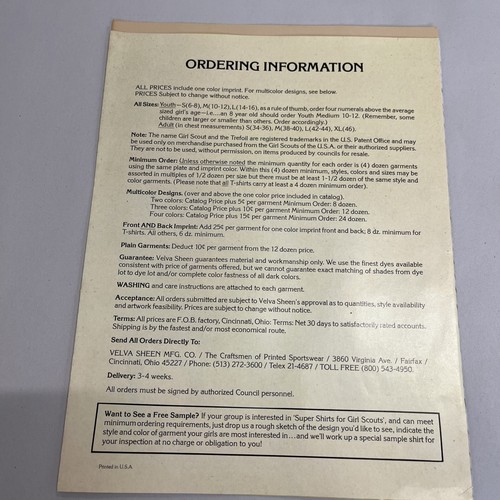 ORDERING INFORMATION
ALL PRICES include one color imprint. For multicolor designs, see below.
PRICES Subject to change without notice.
All Sizes: Youth—S(6-8), M(10-12), L(14-16), as a rule of thumb, order four numerals above the average
sized girl's age—i.e....an 8 year old should order Youth Medium 10-12. (Remember, some
children are larger or smaller than others. Order accordingly.)
Adult (in chest measurements) S(34-36), M(38-40), L(42-44), XL(46).
Note: The name Girl Scout and the Trefoil are registered trademarks in the U.S. Patent Office and may
be used only on merchandise purchased from the Girl Scouts of the U.S.A. or their authorized suppliers.
They are not to be used, without permission, on items produced by councils for resale.
Minimum Order: Unless otherwise noted the minimum quantity for each order is (4) dozen garments
using the same plate and imprint color. Within this (4) dozen minimum, styles, colors and sizes may be
assorted in multiples of 1/2 dozen per size but there must be at least 1-1/2 dozen of the same style and
color garments. (Please note that all T-shirts carry at least a 4 dozen minimum order).
Multicolor Designs. (over and above the one color price included in catalog).
Two colors: Catalog Price plus 5¢ per garment Minimum Order: 8 dozen.
Three colors: Catalog Price plus 10¢ per garment Minimum Order: 12 dozen.
Four colors: Catalog Price plus 15¢ per garment Minimum Order: 24 dozen.
Front AND Back Imprint: Add 25¢ per garment for one color imprint front and back; 8 dz. minimum for
T-shirts. All others, 6 dz. minimum.
Plain Garments: Deduct 10¢ per garment from the 12 dozen price.
Guarantee: Velva Sheen guarantees material and workmanship only. We use the finest dyes available
consistent with price of garments offered, but we cannot guarantee exact matching of shades from dye
lot to dye lot and/or complete color fastness of all dark colors.
WASHING and care instructions are attached to each garment.
Acceptance: All orders submitted are subject to Velva Sheen's approval as to quantities, style availability
and artwork feasibility. Prices are subject to change without notice.
Terms: All prices are F.O.B. factory, Cincinnati, Ohio: Terms: Net 30 days to satisfactorily rated accounts.
Shipping is by the fastest and/or most economical route.
Send All Orders Directly To:
VELVA SHEEN MFG. CO. / The Craftsmen of Printed Sportswear / 3860 Virginia Ave. / Fairfax /
Cincinnati, Ohio 45227 / Phone: (513) 272-3600 / Telex 21-4687 / TOLL FREE (800) 543-4950.
Delivery: 3-4 weeks.
All orders must be signed by authorized Council personnel.
Want to See a Free Sample? If your group is interested in 'Super Shirts for Girl Scouts', and can meet
minimum ordering requirements, just drop us a rough sketch of the design you'd like to see, indicate the
style and color of garment your girls are most interested in...and we'll work up a special sample shirt for
your inspection at no charge or obligation to you!
Printed in U.S.A.